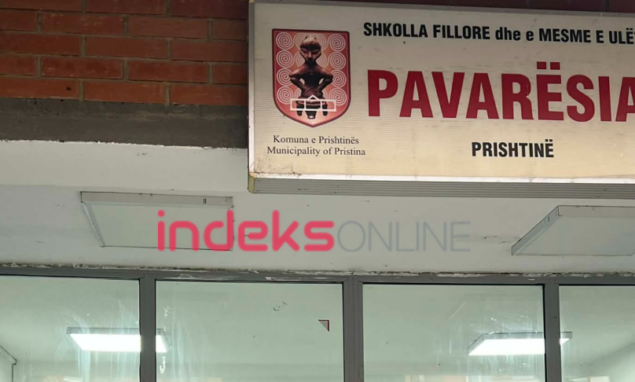 SHKOLLA FILLORE dhe e MESME E ULË
PAVARËSIA
PRISHTINË
Komuna e Prishtinës
Municipality of Pristina
indeksONLINE